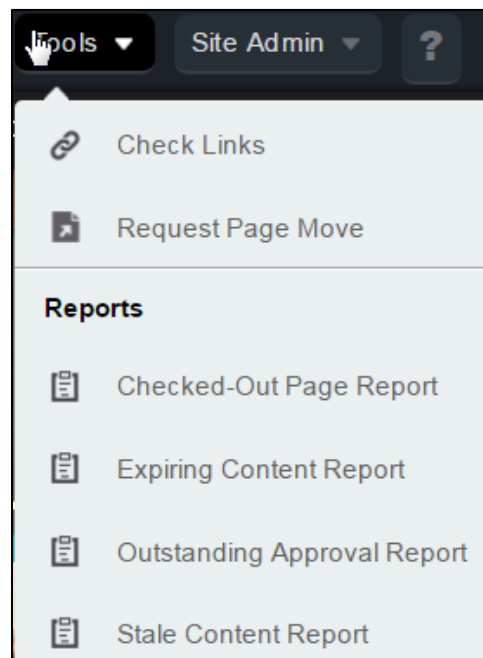 Tools
Site Admin
?
Check Links
Request Page Move
Reports
Checked-Out Page Report
Expiring Content Report
Outstanding Approval Report
Stale Content Report